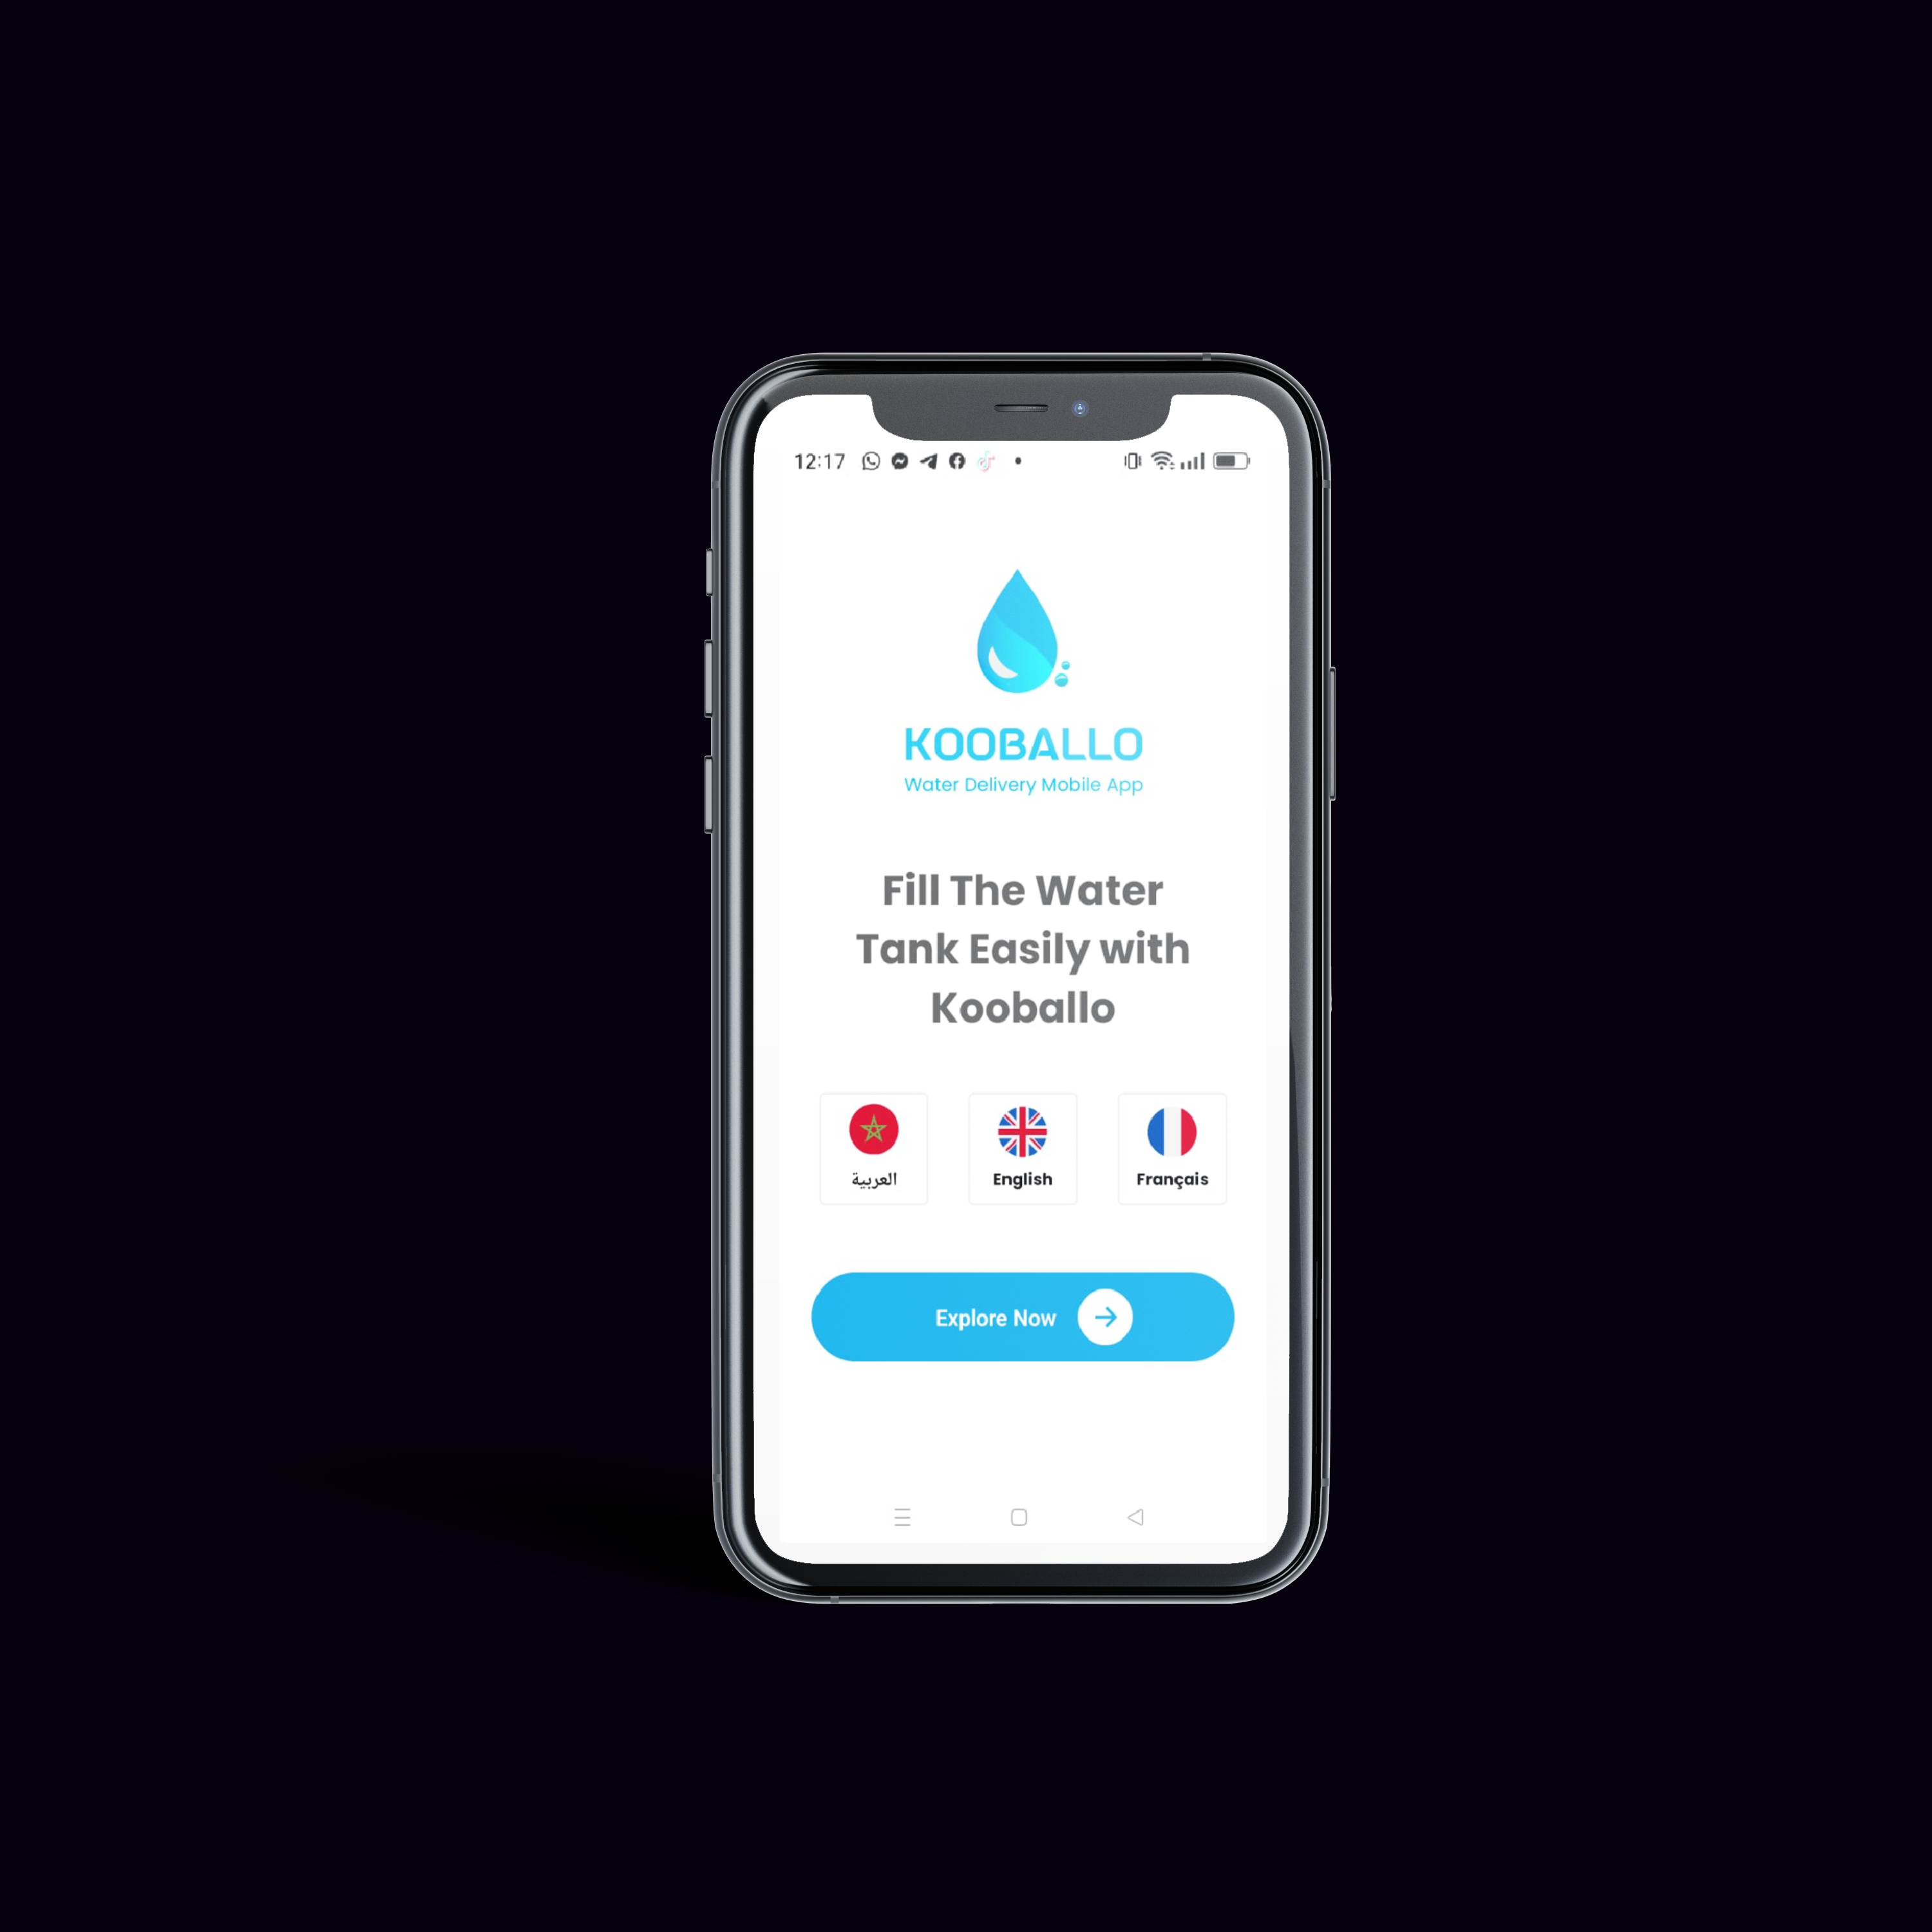 12:17
KOOBALLO
Water Delivery Mobile App
Fill The Water
Tank Easily with
Kooballo
العربية
English
Français
Explore Now